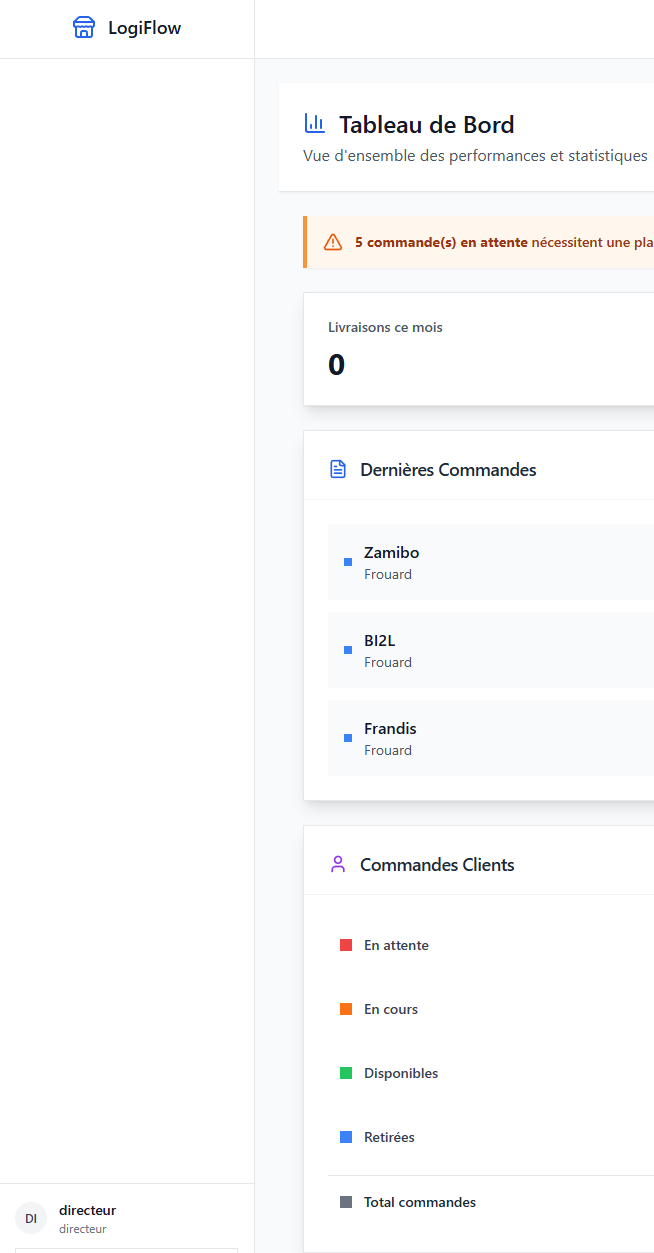 LogiFlow
Tableau de Bord
Vue d'ensemble des performances et statistiques
5 commande(s) en attente nécessitent une pla
Livraisons ce mois
0
Dernières Commandes
Zamibo
Frouard
BI2L
Frouard
Frandis
Frouard
Commandes Clients
En attente
En cours
Disponibles
Retirées
Total commandes
DI
directeur
directeur